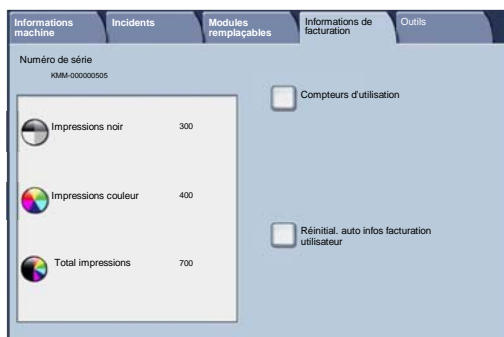 Informations
machine
Incidents
Modules
remplaçables
Informations de
facturation
Outils
Numéro de série
KMM-000000505
Impressions noir 300
Impressions couleur 400
Total impressions 700
Compteurs d'utilisation
Réinitial. auto infos facturation
utilisateur